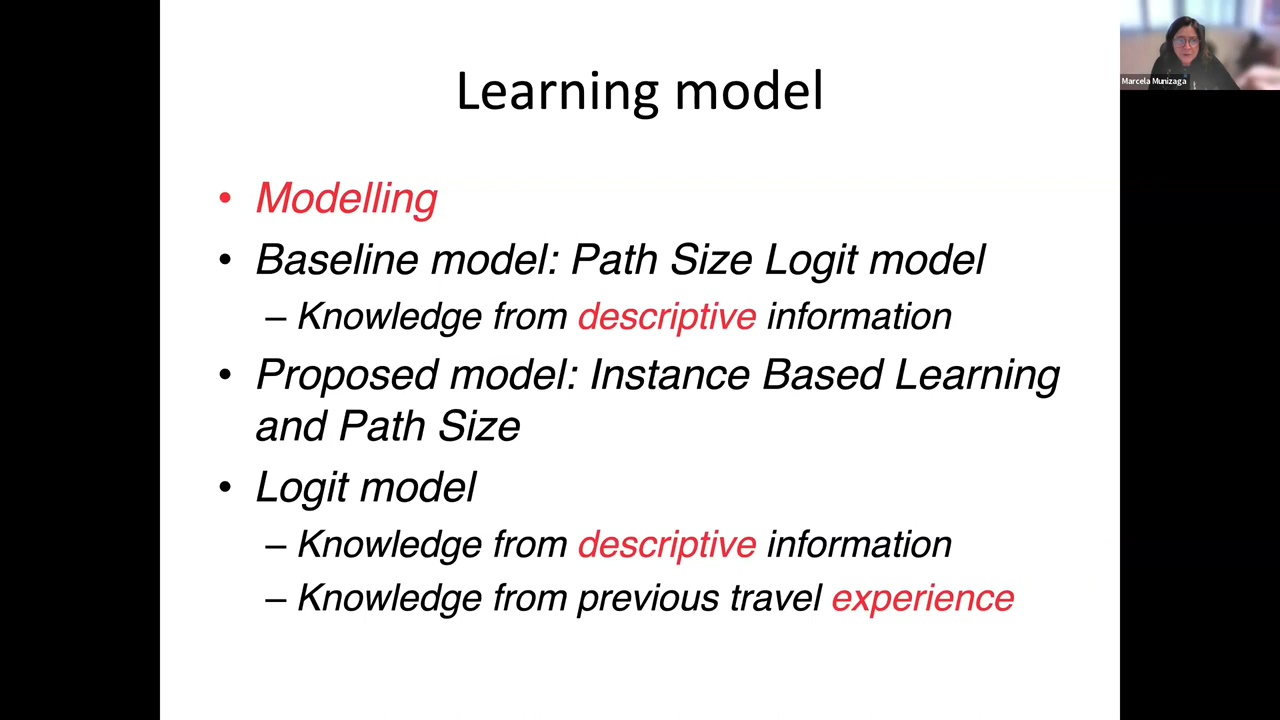 Learning model
Marcela Munizaga
• Modelling
• Baseline model: Path Size Logit model
– Knowledge from descriptive information
• Proposed model: Instance Based Learning
and Path Size
• Logit model
– Knowledge from descriptive information
– Knowledge from previous travel experience